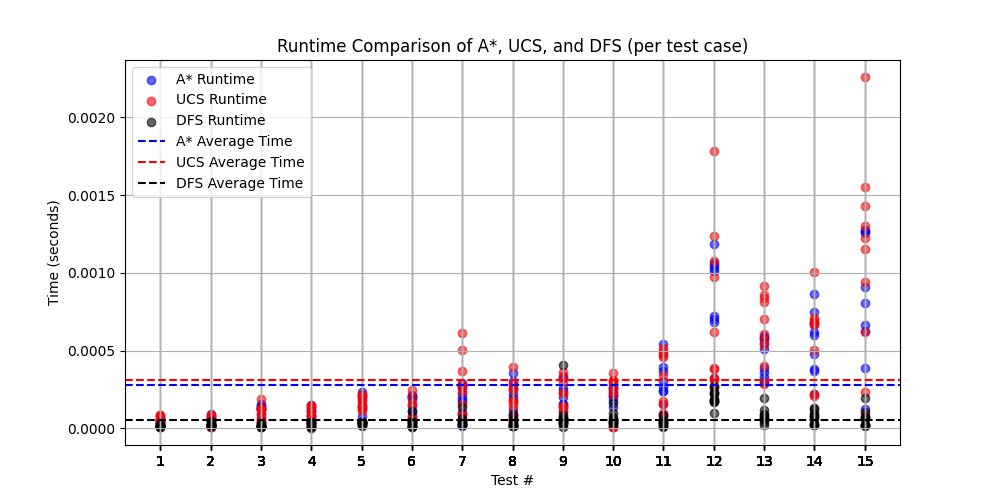 Runtime Comparison of A*, UCS, and DFS (per test case)
A* Runtime
UCS Runtime
DFS Runtime
A* Average Time
UCS Average Time
DFS Average Time
Time (seconds)
0.0020
0.0015
0.0010
0.0005
0.0000
1 2 3 4 5 6 7 8 9 10 11 12 13 14 15
Test #